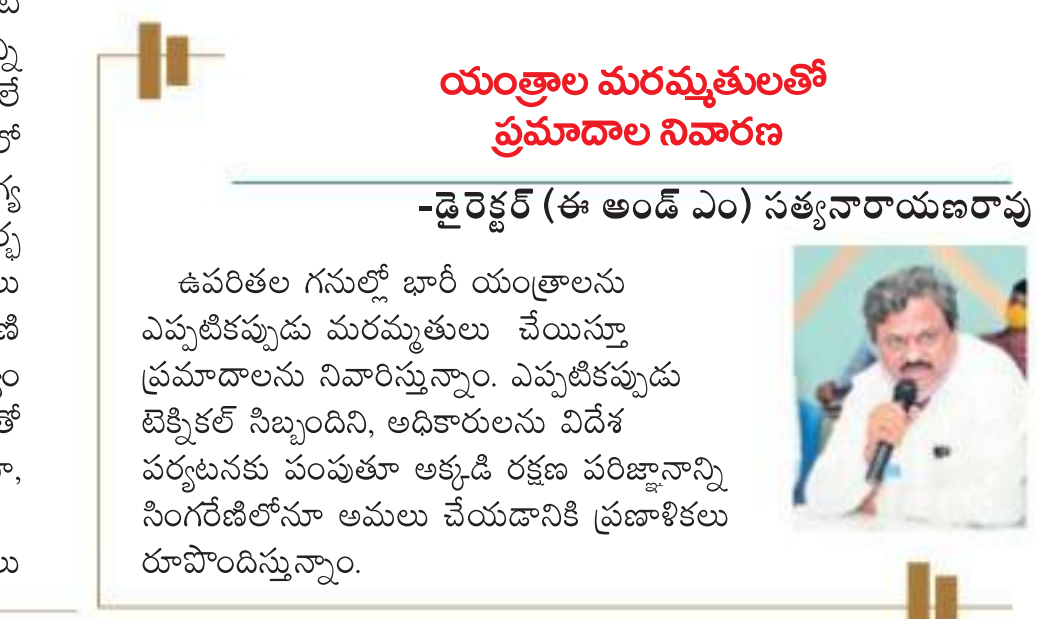 యంత్రాల మరమ్మతులతో
ప్రమాదాల నివారణ
-డైరెక్టర్ (ఈ అండ్ ఎం) సత్యనారాయణరావు
ఉపరితల గనుల్లో భారీ యంత్రాలను
ఎప్పటికప్పుడు మరమ్మతులు చేయిస్తూ
ప్రమాదాలను నివారిస్తున్నాం. ఎప్పటికప్పుడు
టెక్నికల్ సిబ్బందిని, అధికారులను విదేశ
పర్యటనకు పంపుతూ అక్కడి రక్షణ పరిజ్ఞానాన్ని
సింగరేణిలోనూ అమలు చేయడానికి ప్రణాళికలు
రూపొందిస్తున్నాం.